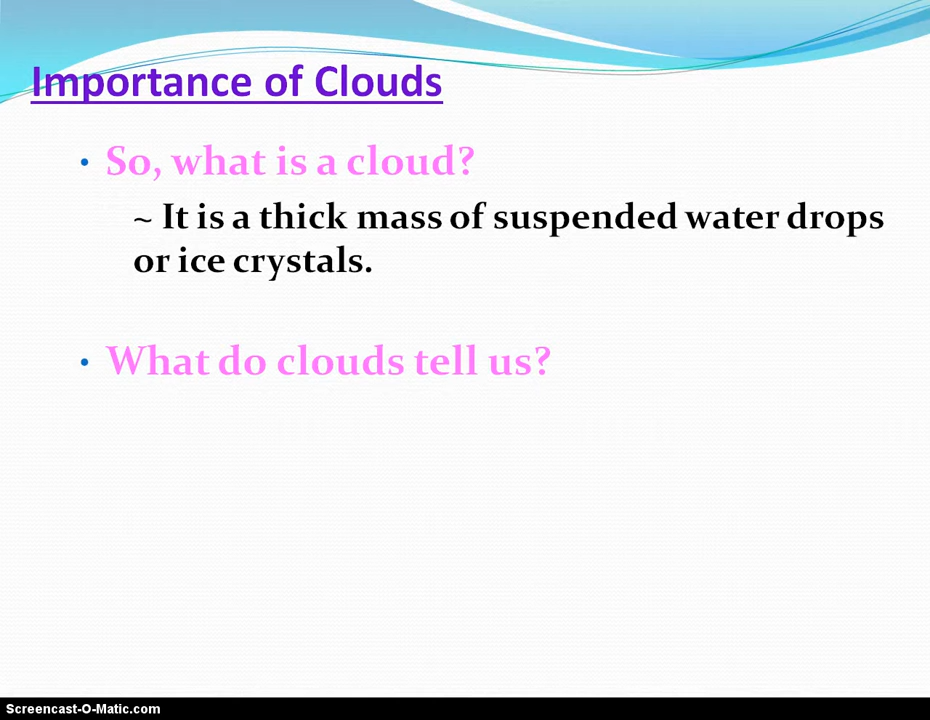 Importance of Clouds
• So, what is a cloud?
~ It is a thick mass of suspended water drops
or ice crystals.
• What do clouds tell us?
Screencast-O-Matic.com